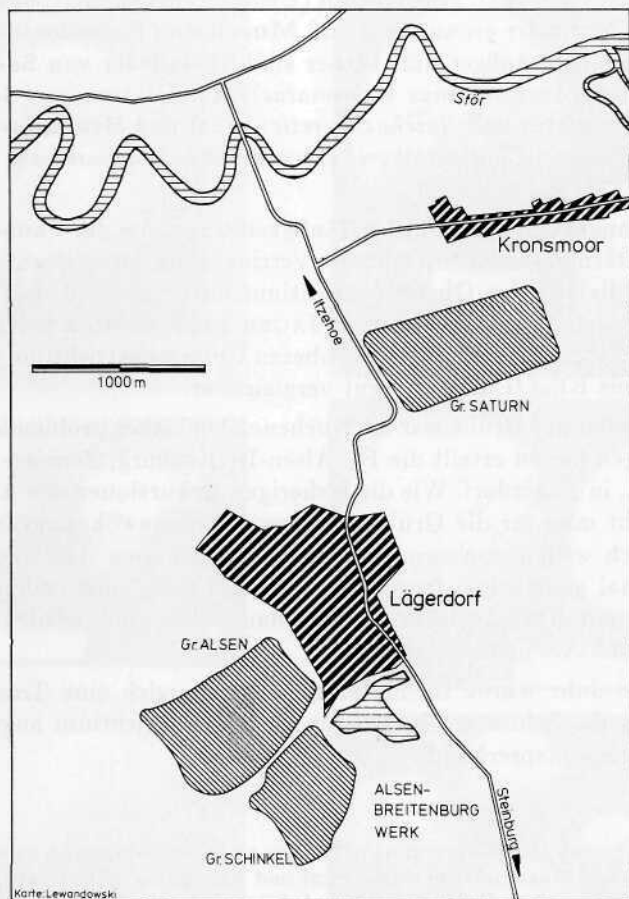 Stör
Kronsmoor
Itzehoe
1000 m
Gr. SATURN
Lägerdorf
Gr. ALSEN
ALSEN-
BREITENBURG
WERK
Steinburg
Gr. SCHINKEL
Karte: Lewandowski